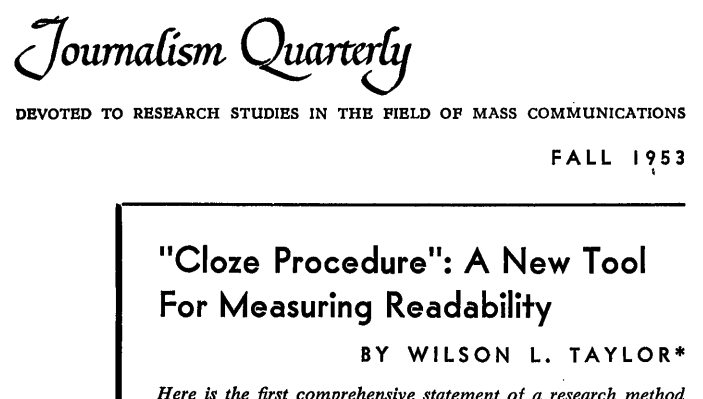 Journalism Quarterly
DEVOTED TO RESEARCH STUDIES IN THE FIELD OF MASS COMMUNICATIONS
FALL 1953
"Cloze Procedure": A New Tool
For Measuring Readability
BY WILSON L. TAYLOR*
Here is the first comprehensive statement of a research method